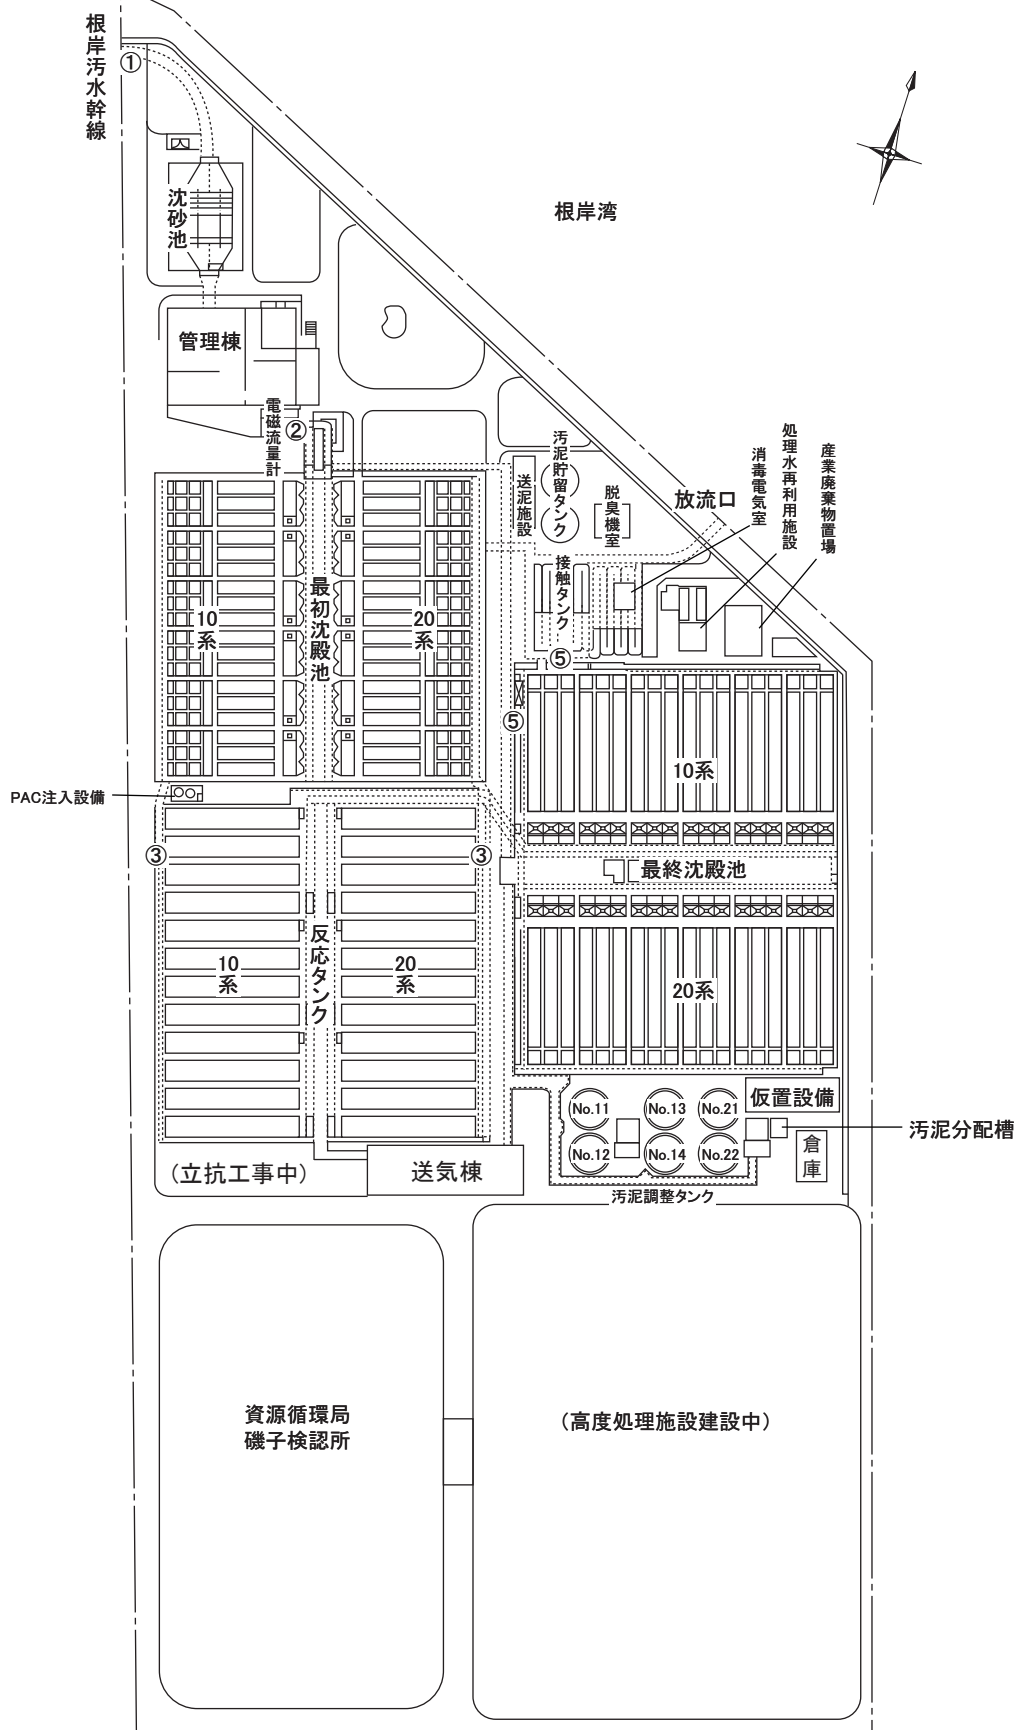 根岸汚水幹線
①
沈砂池
根岸湾
管理棟
電磁流量計
②
汚泥貯留タンク
送泥施設
脱臭機室
放流口
消毒電気室
処理水再利用施設
産業廃棄物置場
接触タンク
⑤
⑤
10系
最初沈殿池
20系
10系
PAC注入設備
③
③
最終沈殿池
反応タンク
10系
20系
20系
仮置設備
No.11
No.13
No.21
No.12
No.14
No.22
汚泥分配槽
倉庫
(立抗工事中)
送気棟
汚泥調整タンク
資源循環局
磯子検認所
(高度処理施設建設中)